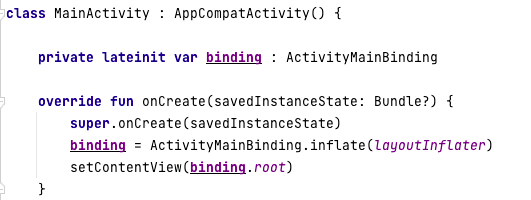 class MainActivity : AppCompatActivity() {
private lateinit var binding : ActivityMainBinding
override fun onCreate(savedInstanceState: Bundle?) {
super.onCreate(savedInstanceState)
binding = ActivityMainBinding.inflate(layoutInflater)
setContentView(binding.root)
}